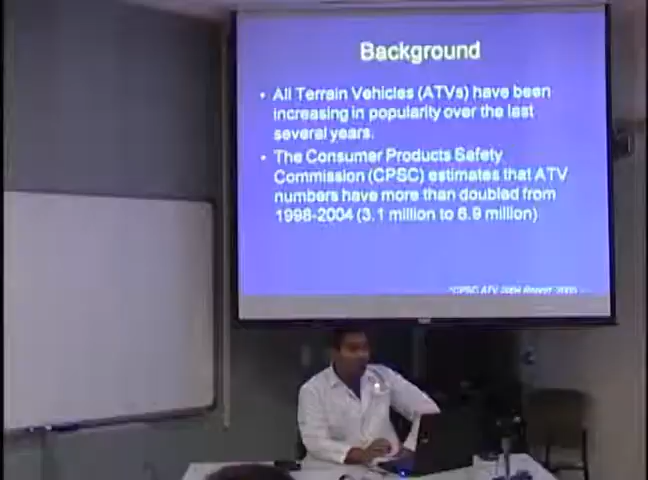 Background
• All Terrain Vehicles (ATVs) have been
increasing in popularity over the last
several years.
• The Consumer Products Safety
Commission (CPSC) estimates that ATV
numbers have more than doubled from
1998-2004 (3.1 million to 6.9 million)
*CPSC ATV